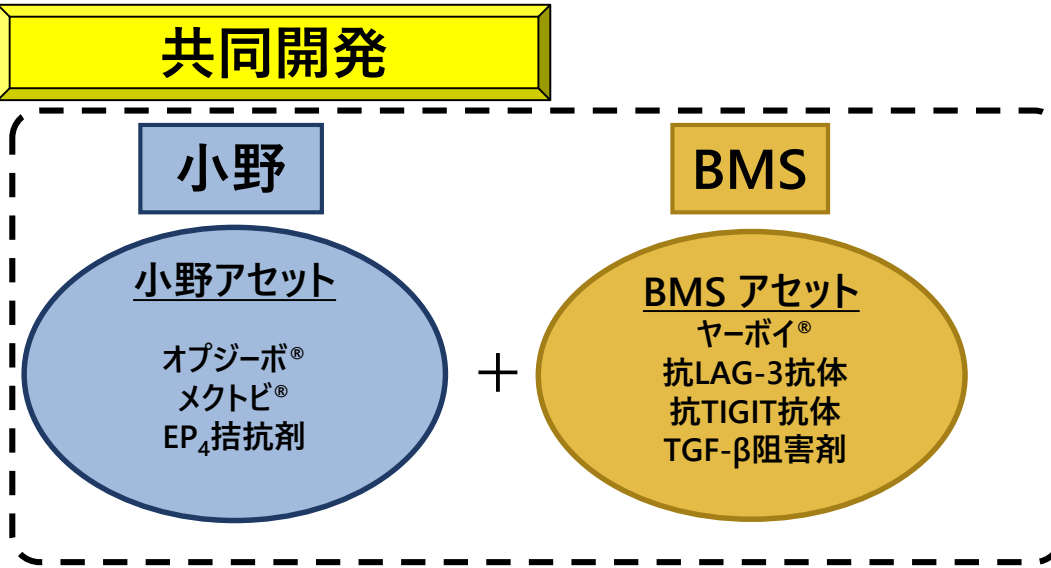 共同開発
小野
BMS
小野アセット
オプジーボ®
メクトビ®
EP₄拮抗剤
+
BMS アセット
ヤーボイ®
抗LAG-3抗体
抗TIGIT抗体
TGF-β阻害剤